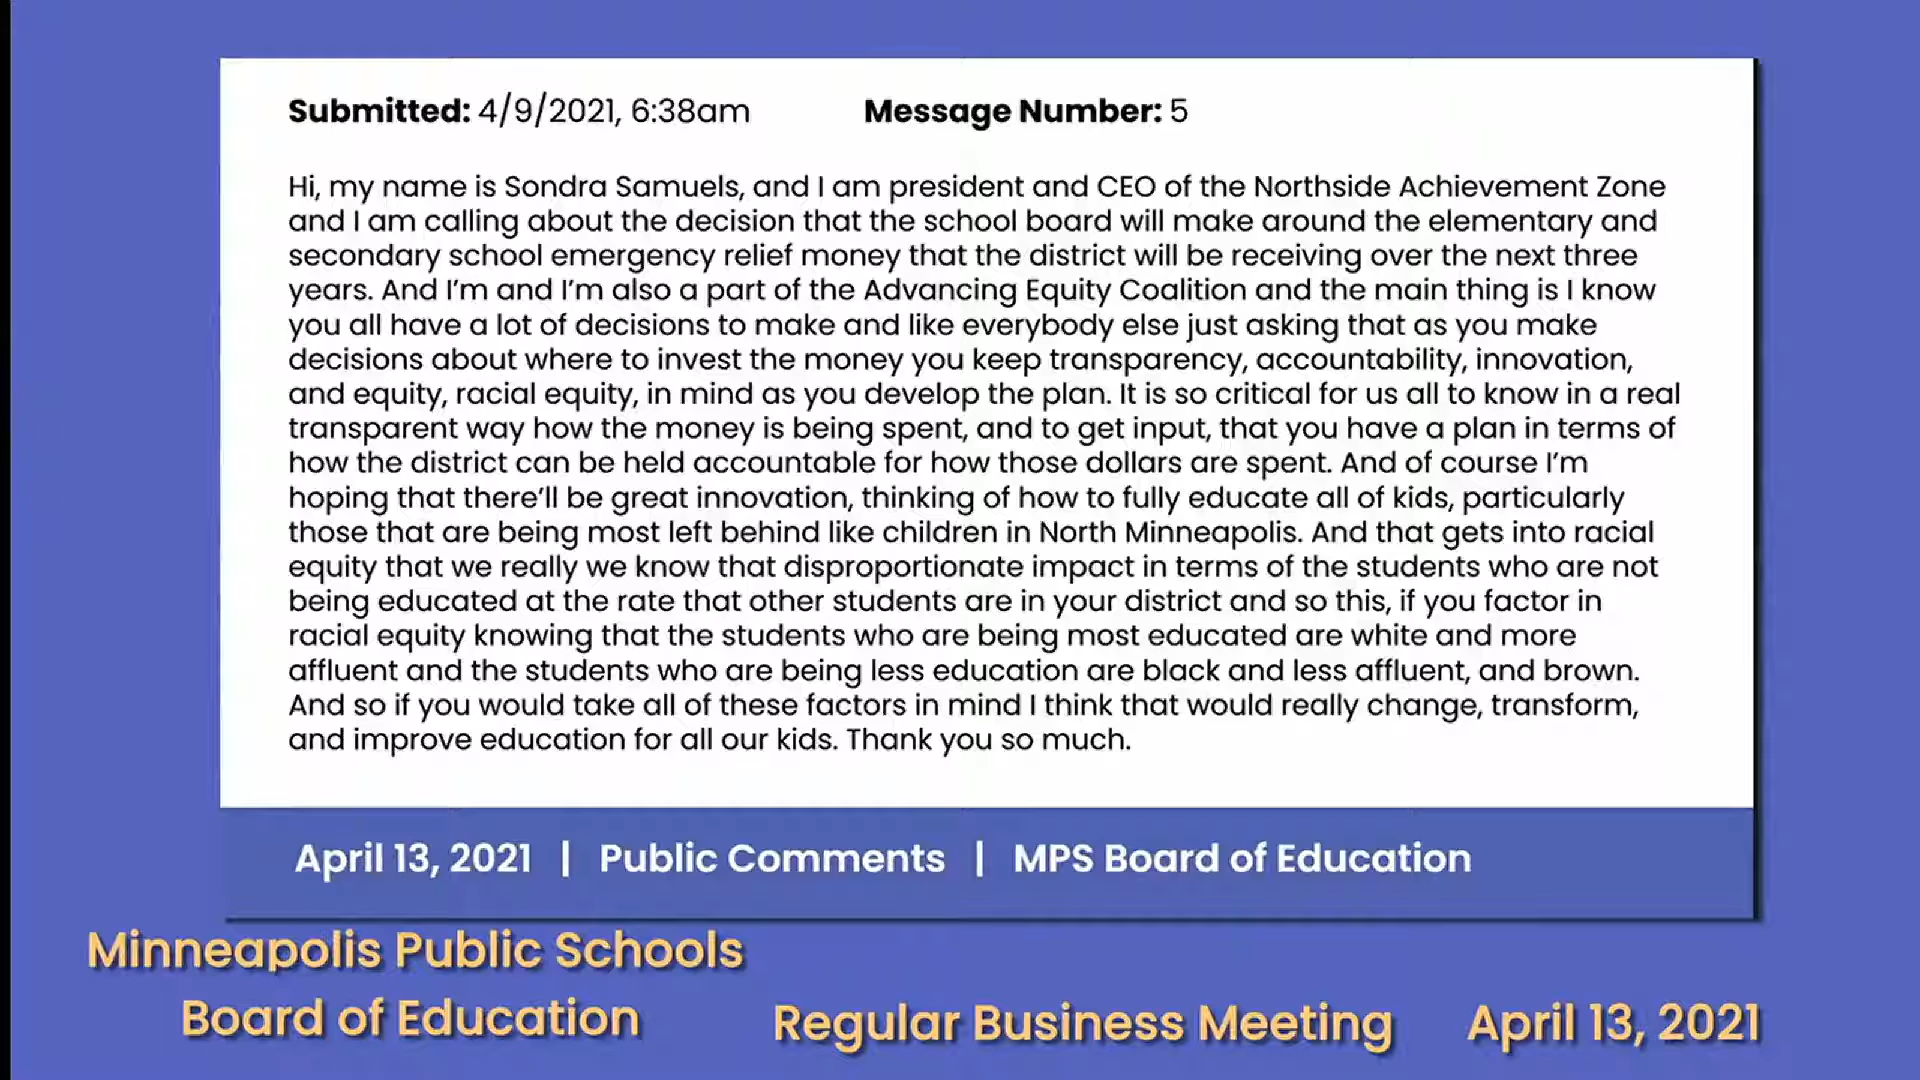 Submitted: 4/9/2021, 6:38am Message Number: 5
Hi, my name is Sondra Samuels, and I am president and CEO of the Northside Achievement Zone
and I am calling about the decision that the school board will make around the elementary and
secondary school emergency relief money that the district will be receiving over the next three
years. And I'm and I'm also a part of the Advancing Equity Coalition and the main thing is I know
you all have a lot of decisions to make and like everybody else just asking that as you make
decisions about where to invest the money you keep transparency, accountability, innovation,
and equity, racial equity, in mind as you develop the plan. It is so critical for us all to know in a real
transparent way how the money is being spent, and to get input, that you have a plan in terms of
how the district can be held accountable for how those dollars are spent. And of course I'm
hoping that there'll be great innovation, thinking of how to fully educate all of kids, particularly
those that are being most left behind like children in North Minneapolis. And that gets into racial
equity that we really we know that disproportionate impact in terms of the students who are not
being educated at the rate that other students are in your district and so this, if you factor in
racial equity knowing that the students who are being most educated are white and more
affluent and the students who are being less education are black and less affluent, and brown.
And so if you would take all of these factors in mind I think that would really change, transform,
and improve education for all our kids. Thank you so much.
April 13, 2021 | Public Comments | MPS Board of Education
Minneapolis Public Schools
Board of Education
Regular Business Meeting April 13, 2021